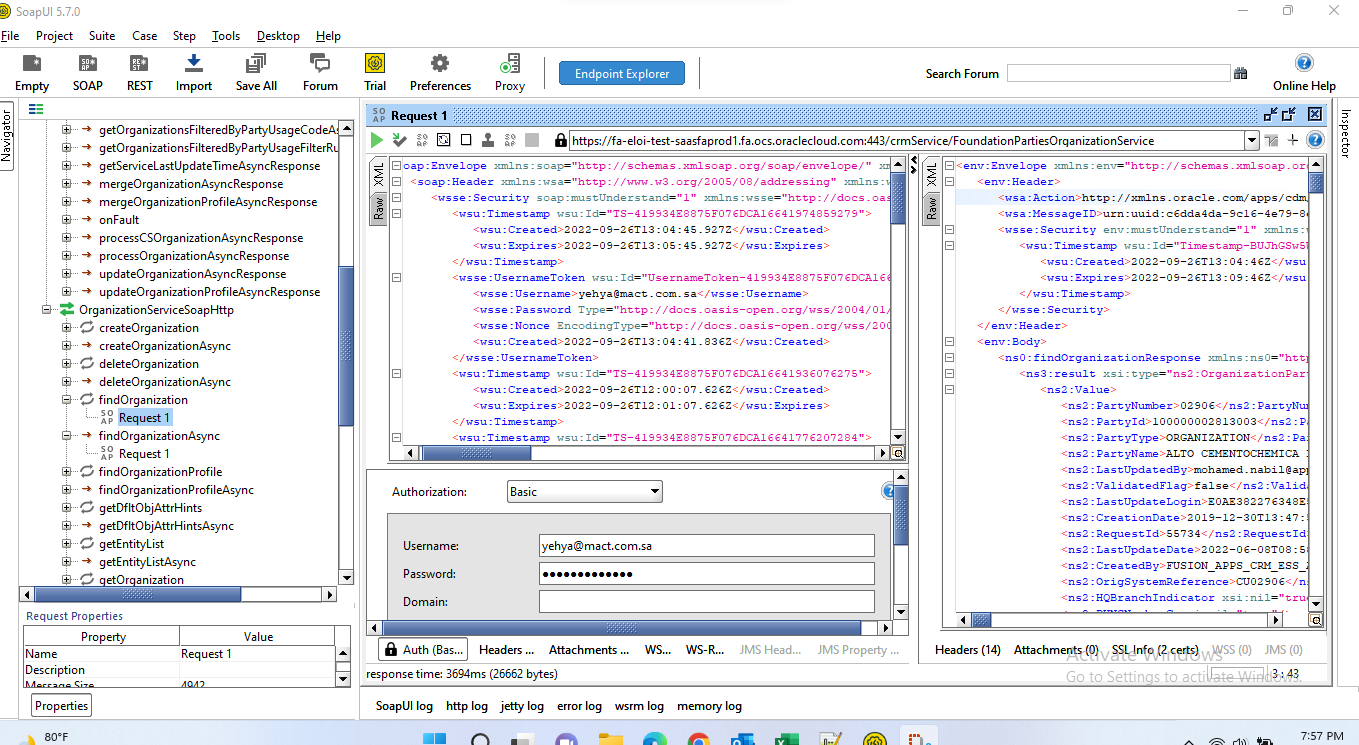 SoapUI 5.7.0
File Project Suite Case Step Tools Desktop Help
Empty SOAP REST Import Save All Forum Trial Preferences Proxy Endpoint Explorer Search Forum Online Help
Navigator
getOrganizationsFilteredByPartyUsageCodeAs
getOrganizationsFilteredByPartyUsageFilterRu
getServiceLastUpdateTimeAsyncResponse
mergeOrganizationAsyncResponse
mergeOrganizationProfileAsyncResponse
onFault
processCSOrganizationAsyncResponse
processOrganizationAsyncResponse
updateOrganizationAsyncResponse
updateOrganizationProfileAsyncResponse
OrganizationServiceSoapHttp
createOrganization
createOrganizationAsync
deleteOrganization
deleteOrganizationAsync
findOrganization
Request 1
findOrganizationAsync
Request 1
findOrganizationProfile
findOrganizationProfileAsync
getDfltObjAttrHints
getDfltObjAttrHintsAsync
getEntityList
getEntityListAsync
getOrganization
Request Properties
Property Value
Name Request 1
Description
Message Size 4942
Properties
Request 1
https://fa-eloi-test-saasfaprod1.fa.ocs.oraclecloud.com:443/crmService/FoundationPartiesOrganizationService
XML
Raw
oap:Envelope xmlns:soap="http://schemas.xmlsoap.org/soap/envelope/" xm
<soap:Header xmlns:wsa="http://www.w3.org/2005/08/addressing" xmlns:w
<wsse:Security soap:mustUnderstand="1" xmlns:wsse="http://docs.oas
<wsu:Timestamp wsu:Id="TS-419934E8875F076DCA16641974859279">
<wsu:Created>2022-09-26T13:04:45.927Z</wsu:Created>
<wsu:Expires>2022-09-26T13:05:45.927Z</wsu:Expires>
</wsu:Timestamp>
<wsse:UsernameToken wsu:Id="UsernameToken-419934E8875F076DCA166
<wsse:Username>yehya@mact.com.sa</wsse:Username>
<wsse:Password Type="http://docs.oasis-open.org/wss/2004/01/
<wsse:Nonce EncodingType="http://docs.oasis-open.org/wss/200
<wsu:Created>2022-09-26T13:04:41.836Z</wsu:Created>
</wsse:UsernameToken>
<wsu:Timestamp wsu:Id="TS-419934E8875F076DCA16641936076275">
<wsu:Created>2022-09-26T12:00:07.626Z</wsu:Created>
<wsu:Expires>2022-09-26T12:01:07.626Z</wsu:Expires>
</wsu:Timestamp>
<wsu:Timestamp wsu:Id="TS-419934E8875F076DCA16641776207284">
Authorization: Basic
Username: yehya@mact.com.sa
Password: •••••••••••••
Domain:
Auth (Bas... Headers ... Attachments ... WS... WS-R... JMS Head... JMS Property ...
response time: 3694ms (26662 bytes)
XML
Raw
<env:Envelope xmlns:env="http://schemas.xmlsoap.or
<env:Header>
<wsa:Action>http://xmlns.oracle.com/apps/cdm
<wsa:MessageID>urn:uuid:c6dda4da-9c16-4e79-8
<wsse:Security env:mustUnderstand="1" xmlns:
<wsu:Timestamp wsu:Id="Timestamp-BUJhGSw5U
<wsu:Created>2022-09-26T13:04:46Z</wsu
<wsu:Expires>2022-09-26T13:09:46Z</wsu
</wsu:Timestamp>
</wsse:Security>
</env:Header>
<env:Body>
<ns0:findOrganizationResponse xmlns:ns0="http
<ns3:result xsi:type="ns2:OrganizationPar
<ns2:Value>
<ns2:PartyNumber>02906</ns2:PartyNum
<ns2:PartyId>100000002813003</ns2:Pa
<ns2:PartyType>ORGANIZATION</ns2:Pa
<ns2:PartyName>ALTO CEMENTOCHEMICA
<ns2:LastUpdatedBy>mohamed.nabil@app
<ns2:ValidatedFlag>false</ns2:Valida
<ns2:LastUpdateLogin>E0AE382276348E
<ns2:CreationDate>2019-12-30T13:47:
<ns2:RequestId>55734</ns2:RequestId>
<ns2:LastUpdateDate>2022-06-08T08:58
<ns2:CreatedBy>FUSION_APPS_CRM_ESS_
<ns2:OrigSystemReference>CU02906</ns
<ns2:HQBranchIndicator xsi:nil="true
Headers (14) Attachments (0) SSL Info (2 certs) WSS (0) JMS (0)
3 : 43
Inspector
Activate Windows
Go to Settings to activate Windows.
SoapUI log http log jetty log error log wsrm log memory log
80°F
7:57 PM